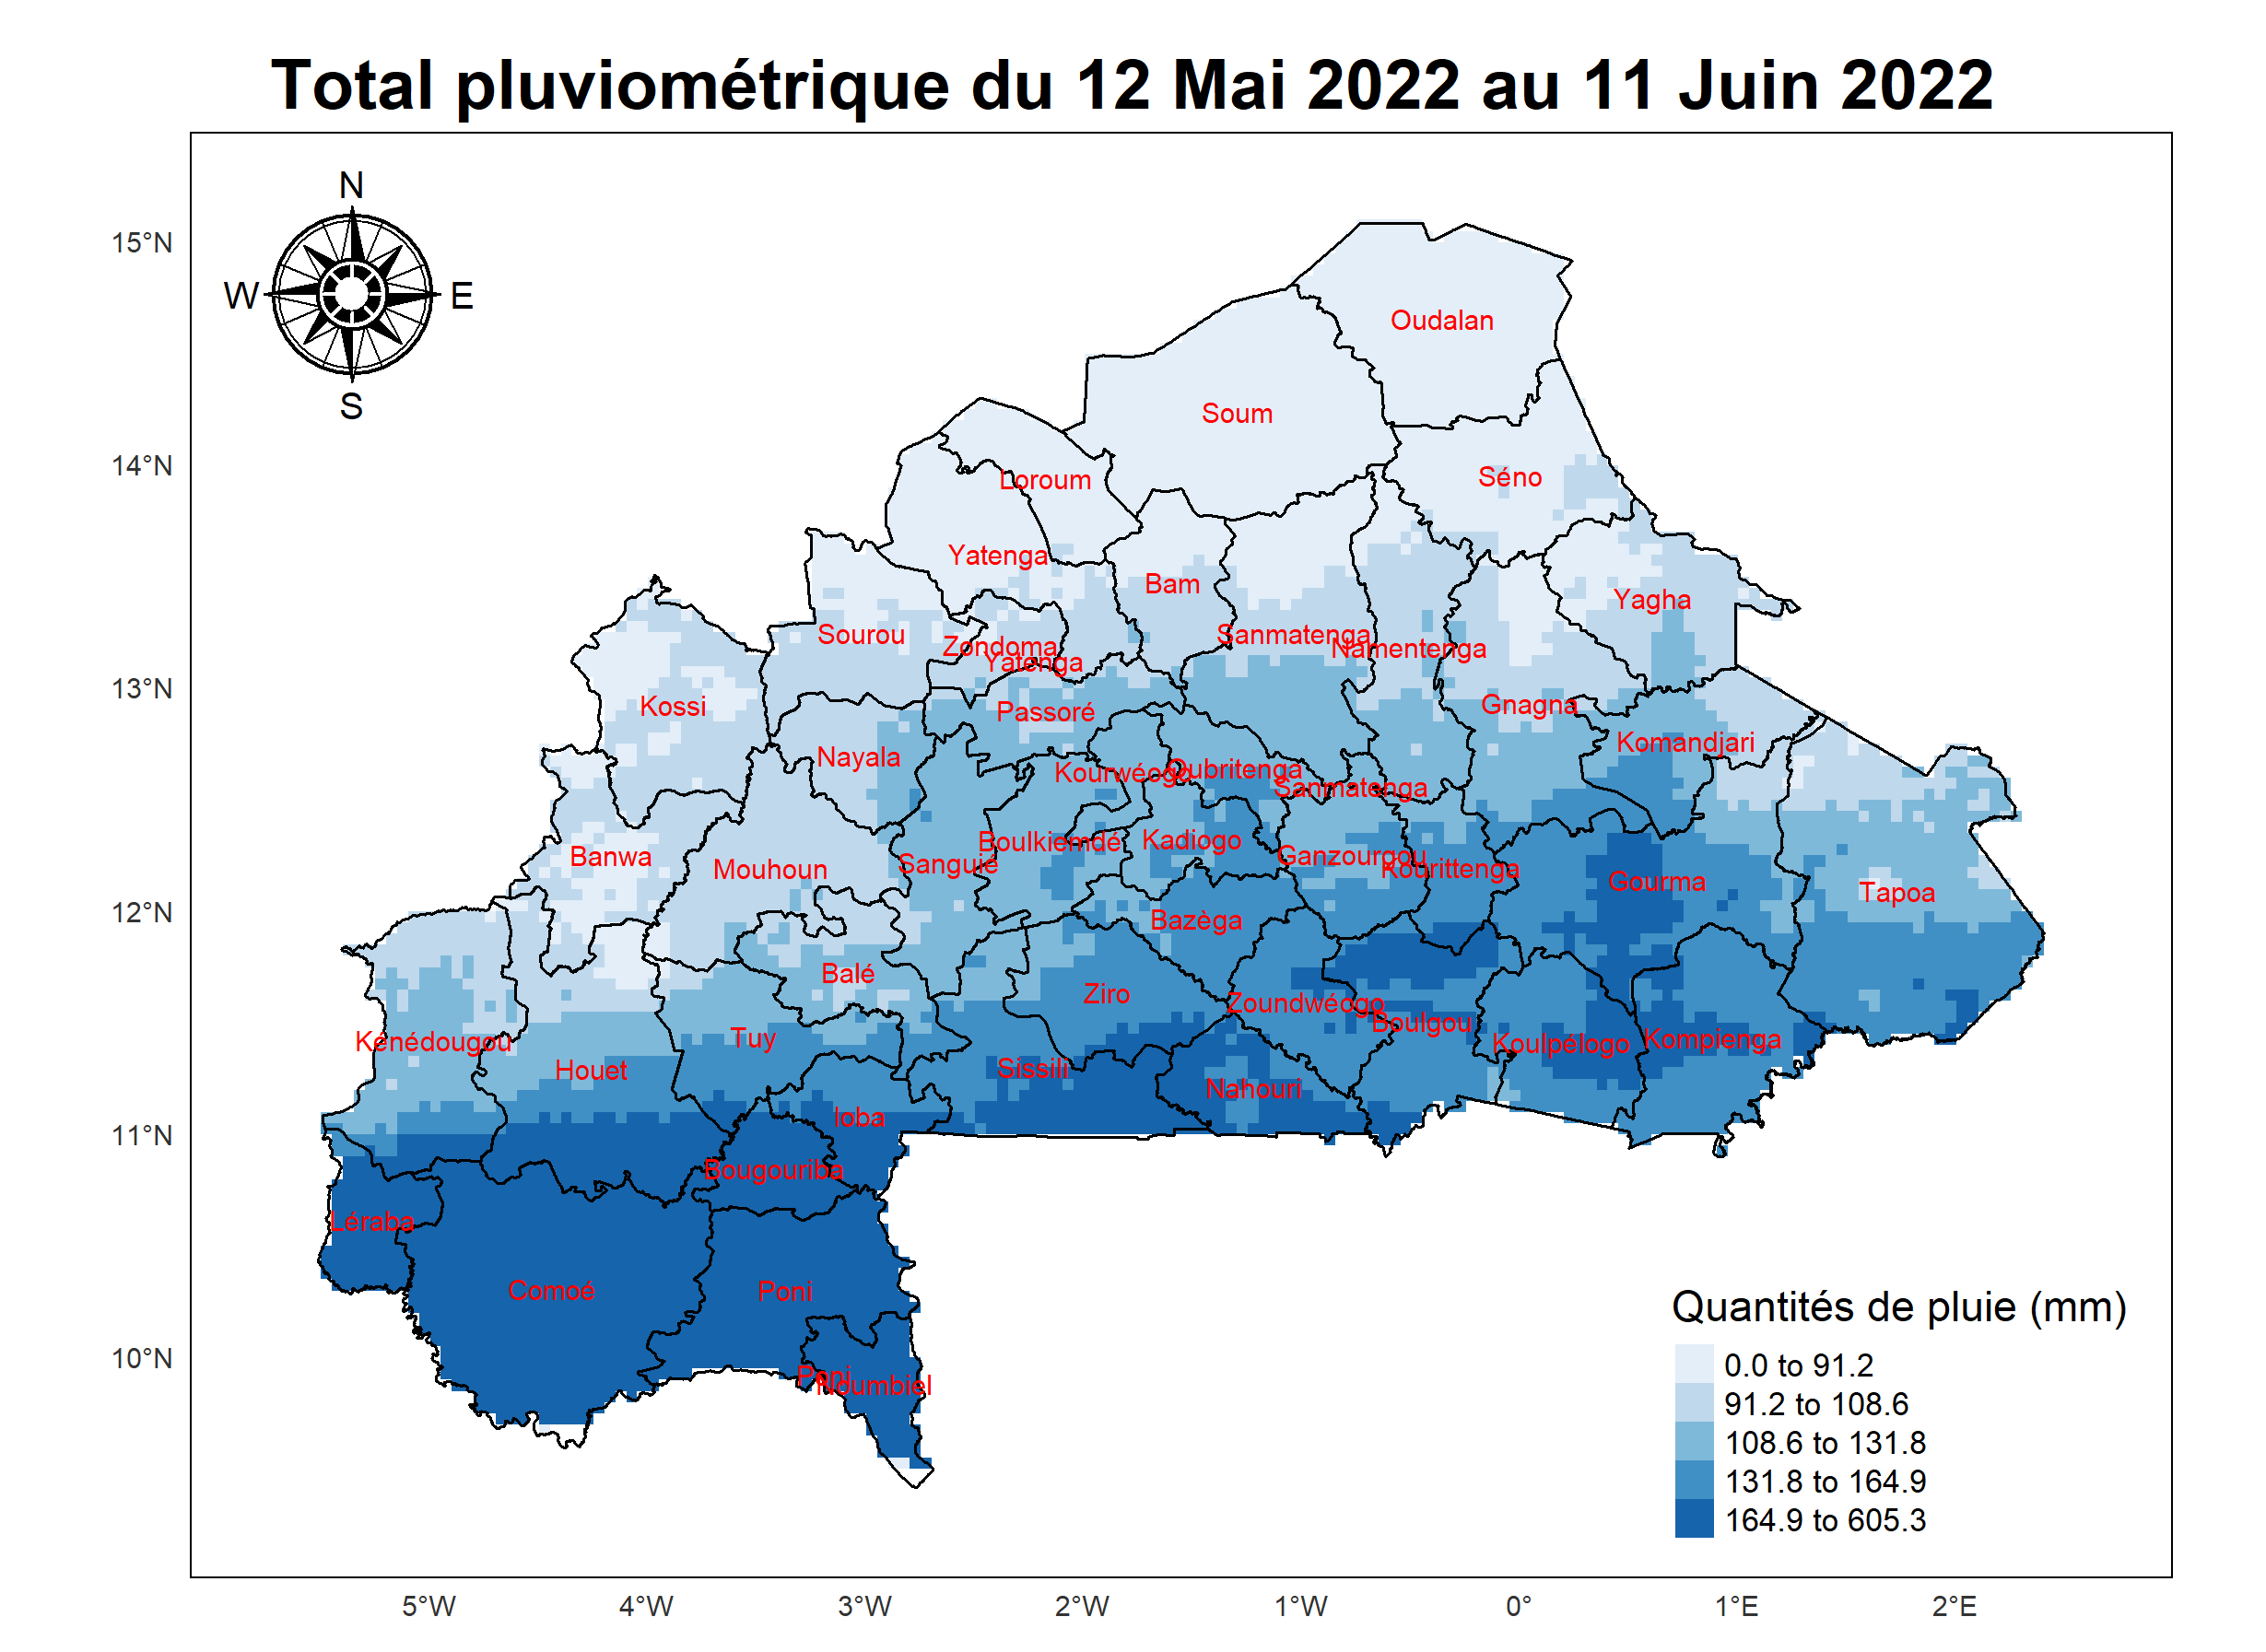 Total pluviométrique du 12 Mai 2022 au 11 Juin 2022
N
W
E
S
15°N
14°N
13°N
12°N
11°N
10°N
Oudalan
Soum
Séno
Loroum
Yatenga
Bam
Yagha
Sourou
Sanmatenga
Zondoma
Namentenga
Yatenga
Kossi
Passoré
Gnagna
Komandjari
Nayala
Kourwéogo
Oubritenga
Sanmatenga
Boulkiemdé
Kadiogo
Banwa
Ganzourgou
Sanguié
Mouhoun
Kourittenga
Gourma
Tapoa
Bazèga
Balé
Ziro
Zoundwéogo
Boulgou
Tuy
Kompienga
Kénédougou
Koulpélogo
Sissili
Houet
Nahouri
Ioba
Bougouriba
Léraba
Comoé
Poni
Poni
Noumbiel
Quantités de pluie (mm)
0.0 to 91.2
91.2 to 108.6
108.6 to 131.8
131.8 to 164.9
164.9 to 605.3
5°W
4°W
3°W
2°W
1°W
0°
1°E
2°E